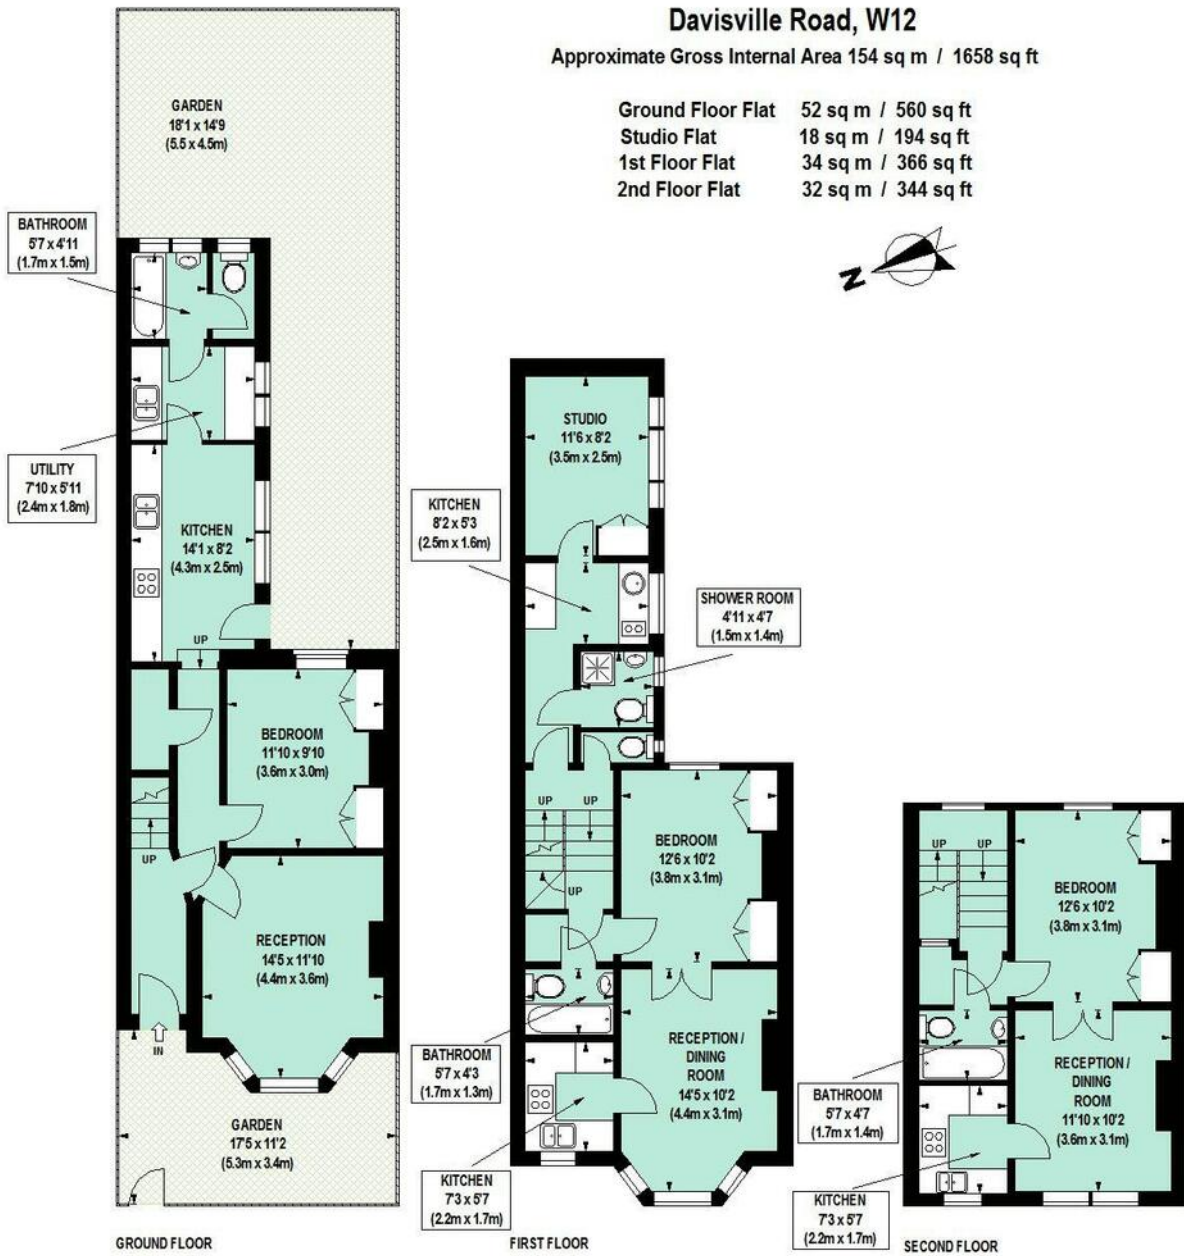 Davisville Road, W12
Approximate Gross Internal Area 154 sq m / 1658 sq ft
Ground Floor Flat 52 sq m / 560 sq ft
Studio Flat 18 sq m / 194 sq ft
1st Floor Flat 34 sq m / 366 sq ft
2nd Floor Flat 32 sq m / 344 sq ft
N
GARDEN
18'1 x 14'9
(5.5 x 4.5m)
BATHROOM
5'7 x 4'11
(1.7m x 1.5m)
UTILITY
7'10 x 5'11
(2.4m x 1.8m)
KITCHEN
14'1 x 8'2
(4.3m x 2.5m)
UP
BEDROOM
11'10 x 9'10
(3.6m x 3.0m)
UP
RECEPTION
14'5 x 11'10
(4.4m x 3.6m)
IN
GARDEN
17'5 x 11'2
(5.3m x 3.4m)
GROUND FLOOR
STUDIO
11'6 x 8'2
(3.5m x 2.5m)
KITCHEN
8'2 x 5'3
(2.5m x 1.6m)
SHOWER ROOM
4'11 x 4'7
(1.5m x 1.4m)
UP
UP
UP
BEDROOM
12'6 x 10'2
(3.8m x 3.1m)
BATHROOM
5'7 x 4'3
(1.7m x 1.3m)
RECEPTION /
DINING
ROOM
14'5 x 10'2
(4.4m x 3.1m)
KITCHEN
7'3 x 5'7
(2.2m x 1.7m)
FIRST FLOOR
UP
UP
BEDROOM
12'6 x 10'2
(3.8m x 3.1m)
BATHROOM
5'7 x 4'7
(1.7m x 1.4m)
RECEPTION /
DINING
ROOM
11'10 x 10'2
(3.6m x 3.1m)
KITCHEN
7'3 x 5'7
(2.2m x 1.7m)
SECOND FLOOR